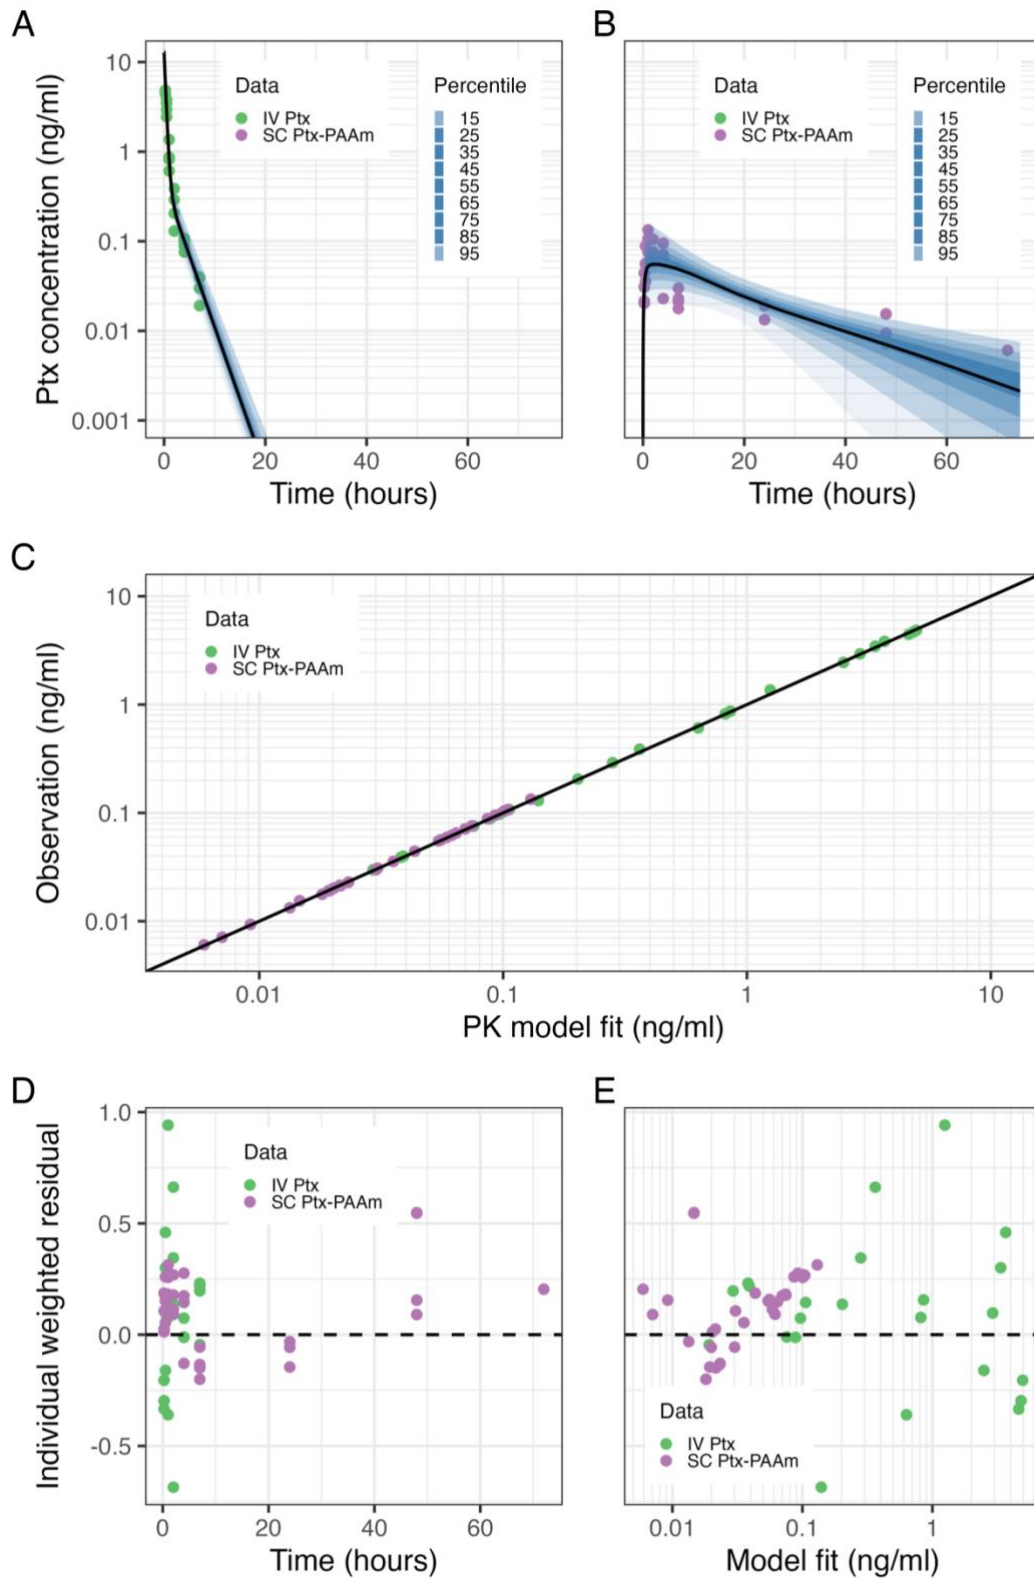 A
B
Ptx concentration (ng/ml)
10
1
0.1
0.01
0.001
Data
IV Ptx
SC Ptx-PAAm
Percentile
15
25
35
45
55
65
75
85
95
0
20
40
60
Time (hours)
Data
IV Ptx
SC Ptx-PAAm
Percentile
15
25
35
45
55
65
75
85
95
0
20
40
60
Time (hours)
C
Observation (ng/ml)
10
1
0.1
0.01
Data
IV Ptx
SC Ptx-PAAm
0.01
0.1
1
10
PK model fit (ng/ml)
D
E
Individual weighted residual
1.0
0.5
0.0
-0.5
Data
IV Ptx
SC Ptx-PAAm
0
20
40
60
Time (hours)
Data
IV Ptx
SC Ptx-PAAm
0.01
0.1
1
Model fit (ng/ml)